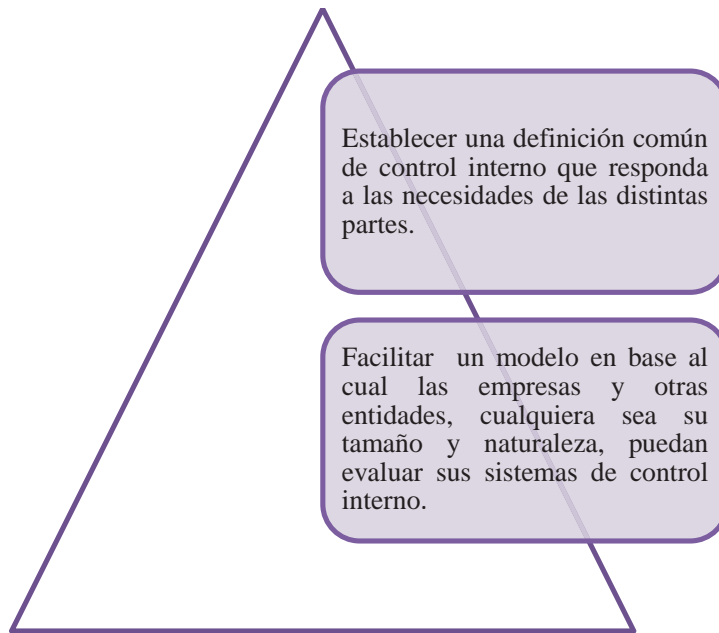 Establecer una definición común
de control interno que responda
a las necesidades de las distintas
partes.
Facilitar un modelo en base al
cual las empresas y otras
entidades, cualquiera sea su
tamaño y naturaleza, puedan
evaluar sus sistemas de control
interno.